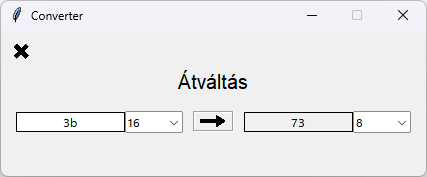 Converter
Átváltás
3b 16 73 8